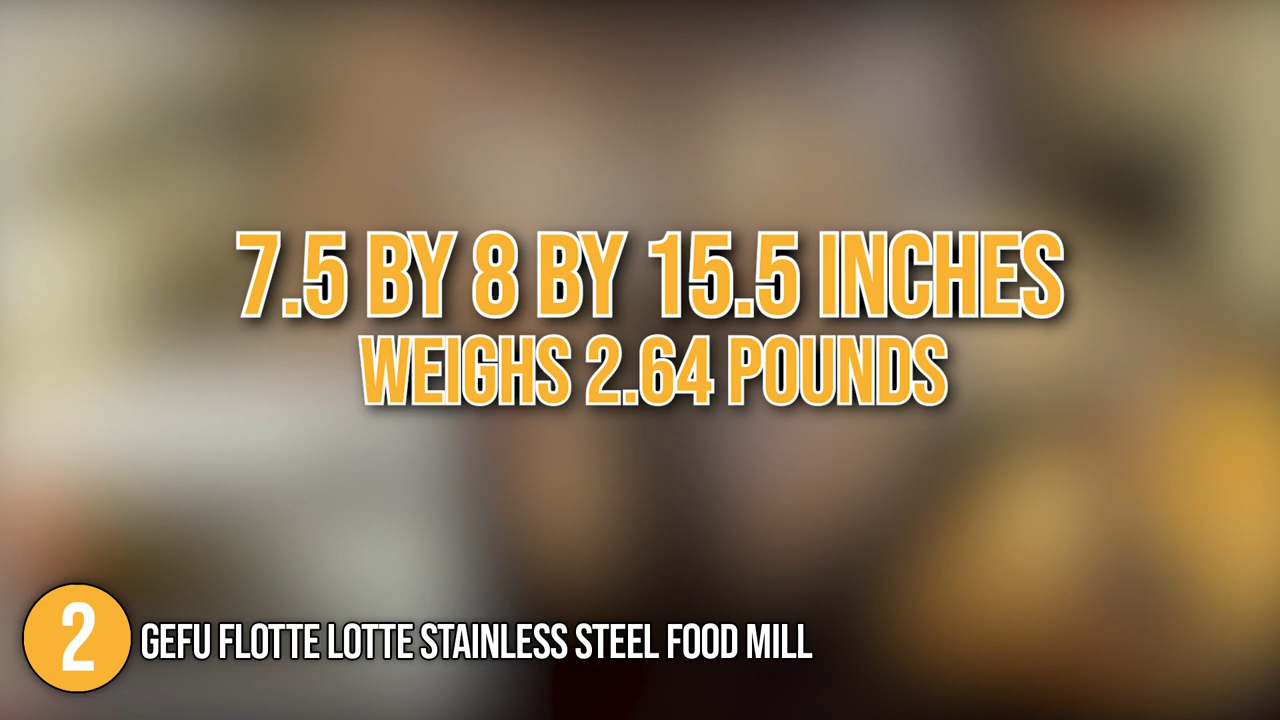 7.5 BY 8 BY 15.5 INCHES
WEIGHS 2.64 POUNDS
2 GEFU FLOTTE LOTTE STAINLESS STEEL FOOD MILL